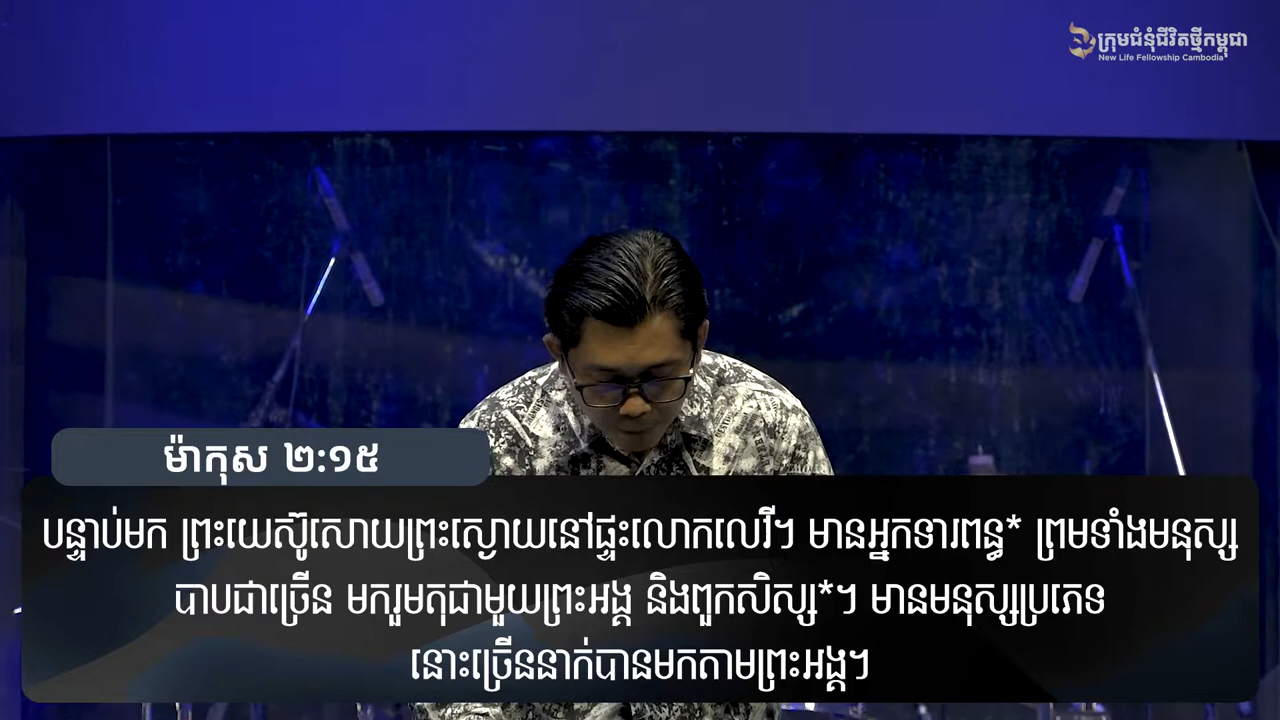 ក្រុមជំនុំជីវិតថ្មីកម្ពុជា
New Life Fellowship Cambodia
ម៉ាកុស ២:១៥
បន្ទាប់មក ព្រះយេស៊ូសោយព្រះស្ងោយនៅផ្ទះលោកលេវី។ មានអ្នកទារពន្ធ* ព្រមទាំងមនុស្ស
បាបជាច្រើន មករួមតុជាមួយព្រះអង្គ និងពួកសិស្ស*។ មានមនុស្សប្រភេទ
នោះច្រើននាក់បានមកតាមព្រះអង្គ។